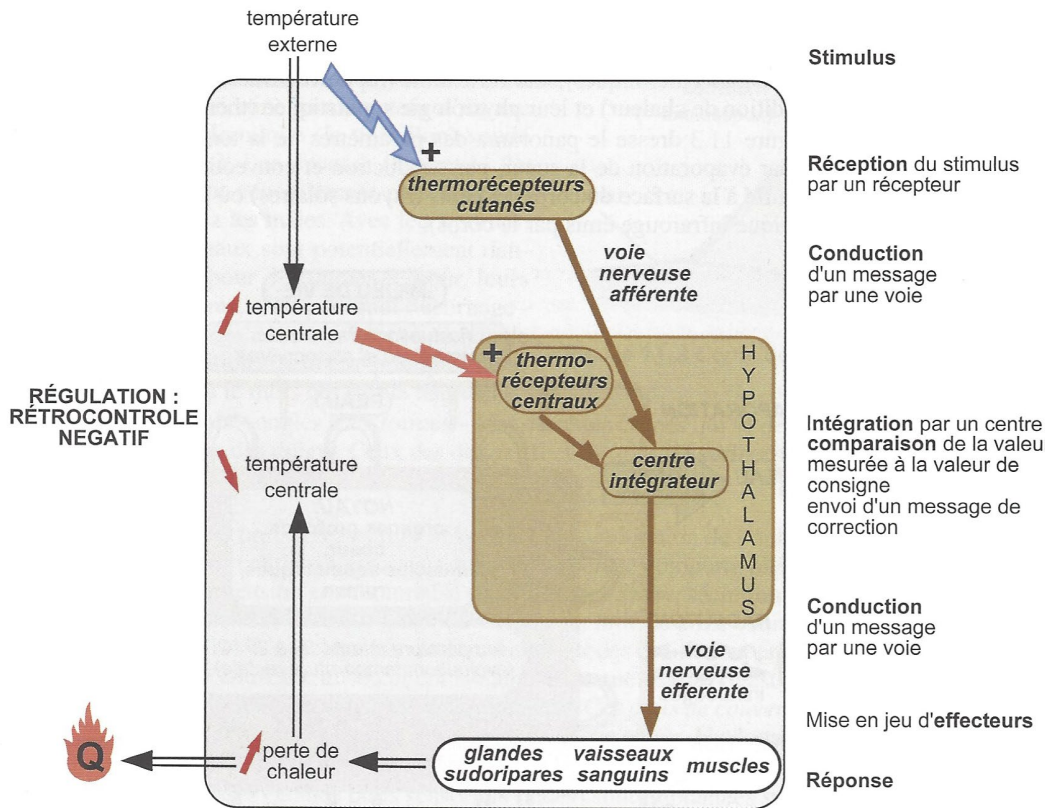 température
externe
Stimulus
+
thermorécepteurs
cutanés
Réception du stimulus
par un récepteur
voie
nerveuse
afférente
Conduction
d'un message
par une voie
température
centrale
+
thermo-
récepteurs
centraux
HYPOTHALAMUS
RÉGULATION :
RÉTROCONTROLE
NEGATIF
température
centrale
centre
intégrateur
Intégration par un centre
comparaison de la valeu
mesurée à la valeur de
consigne
envoi d'un message de
correction
voie
nerveuse
efferente
Conduction
d'un message
par une voie
Mise en jeu d'effecteurs
Q
perte de
chaleur
glandes
sudoripares
vaisseaux
sanguins
muscles
Réponse